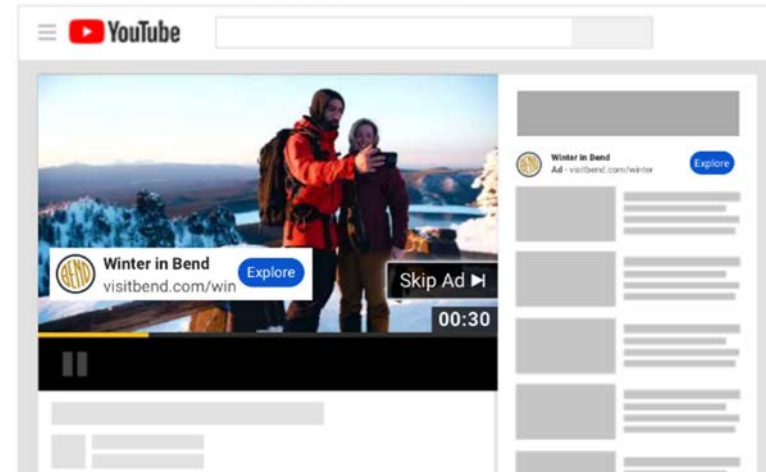 YouTube
Winter in Bend
Ad · visitbend.com/winter
Explore
BEND
Winter in Bend
visitbend.com/win
Explore
Skip Ad
00:30